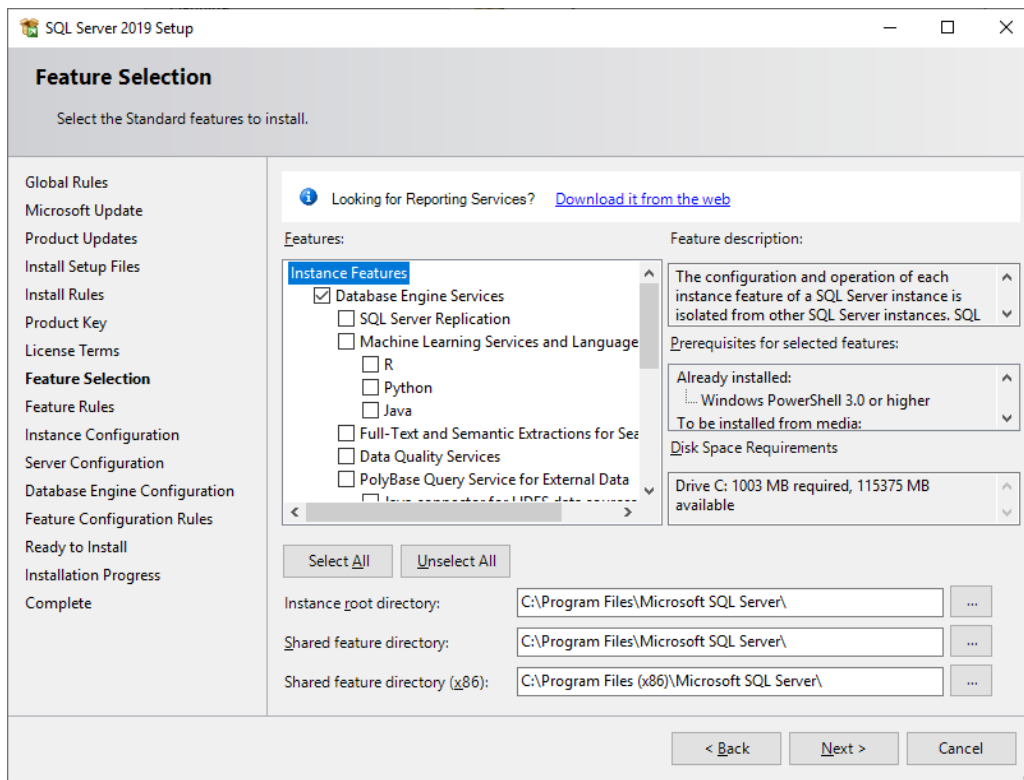 SQL Server 2019 Setup
Feature Selection
Select the Standard features to install.
Global Rules
Microsoft Update
Product Updates
Install Setup Files
Install Rules
Product Key
License Terms
Feature Selection
Feature Rules
Instance Configuration
Server Configuration
Database Engine Configuration
Feature Configuration Rules
Ready to Install
Installation Progress
Complete
Looking for Reporting Services? Download it from the web
Features:
Instance Features
Database Engine Services
SQL Server Replication
Machine Learning Services and Language
R
Python
Java
Full-Text and Semantic Extractions for Sea
Data Quality Services
PolyBase Query Service for External Data
Java connector for HDFS data sources
Feature description:
The configuration and operation of each
instance feature of a SQL Server instance is
isolated from other SQL Server instances. SQL
Prerequisites for selected features:
Already installed:
Windows PowerShell 3.0 or higher
To be installed from media:
Disk Space Requirements
Drive C: 1003 MB required, 115375 MB
available
Select All
Unselect All
Instance root directory:
C:\Program Files\Microsoft SQL Server\
...
Shared feature directory:
C:\Program Files\Microsoft SQL Server\
...
Shared feature directory (x86):
C:\Program Files (x86)\Microsoft SQL Server\
...
< Back
Next >
Cancel